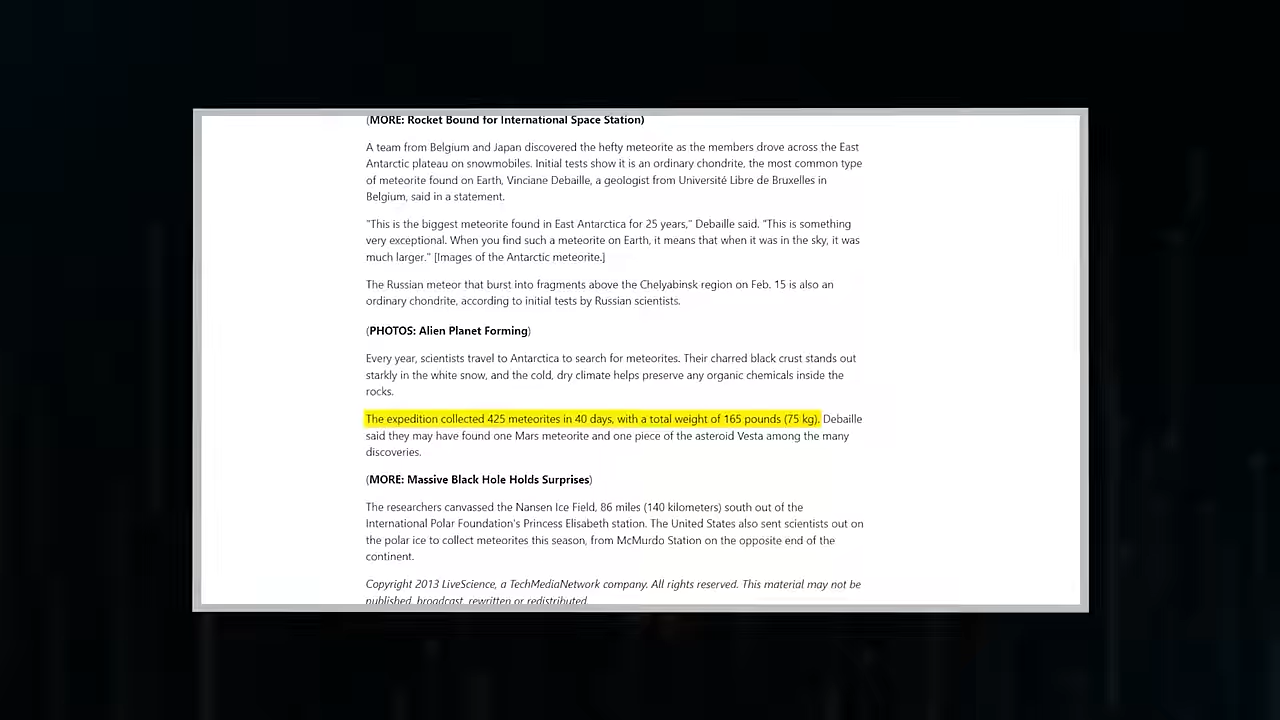 (MORE: Rocket Bound for International Space Station)
A team from Belgium and Japan discovered the hefty meteorite as the members drove across the East
Antarctic plateau on snowmobiles. Initial tests show it is an ordinary chondrite, the most common type
of meteorite found on Earth, Vinciane Debaille, a geologist from Université Libre de Bruxelles in
Belgium, said in a statement.
"This is the biggest meteorite found in East Antarctica for 25 years," Debaille said. "This is something
very exceptional. When you find such a meteorite on Earth, it means that when it was in the sky, it was
much larger." [Images of the Antarctic meteorite.]
The Russian meteor that burst into fragments above the Chelyabinsk region on Feb. 15 is also an
ordinary chondrite, according to initial tests by Russian scientists.
(PHOTOS: Alien Planet Forming)
Every year, scientists travel to Antarctica to search for meteorites. Their charred black crust stands out
starkly in the white snow, and the cold, dry climate helps preserve any organic chemicals inside the
rocks.
The expedition collected 425 meteorites in 40 days, with a total weight of 165 pounds (75 kg). Debaille
said they may have found one Mars meteorite and one piece of the asteroid Vesta among the many
discoveries.
(MORE: Massive Black Hole Holds Surprises)
The researchers canvassed the Nansen Ice Field, 86 miles (140 kilometers) south out of the
International Polar Foundation's Princess Elisabeth station. The United States also sent scientists out on
the polar ice to collect meteorites this season, from McMurdo Station on the opposite end of the
continent.
Copyright 2013 LiveScience, a TechMediaNetwork company. All rights reserved. This material may not be
published, broadcast, rewritten or redistributed